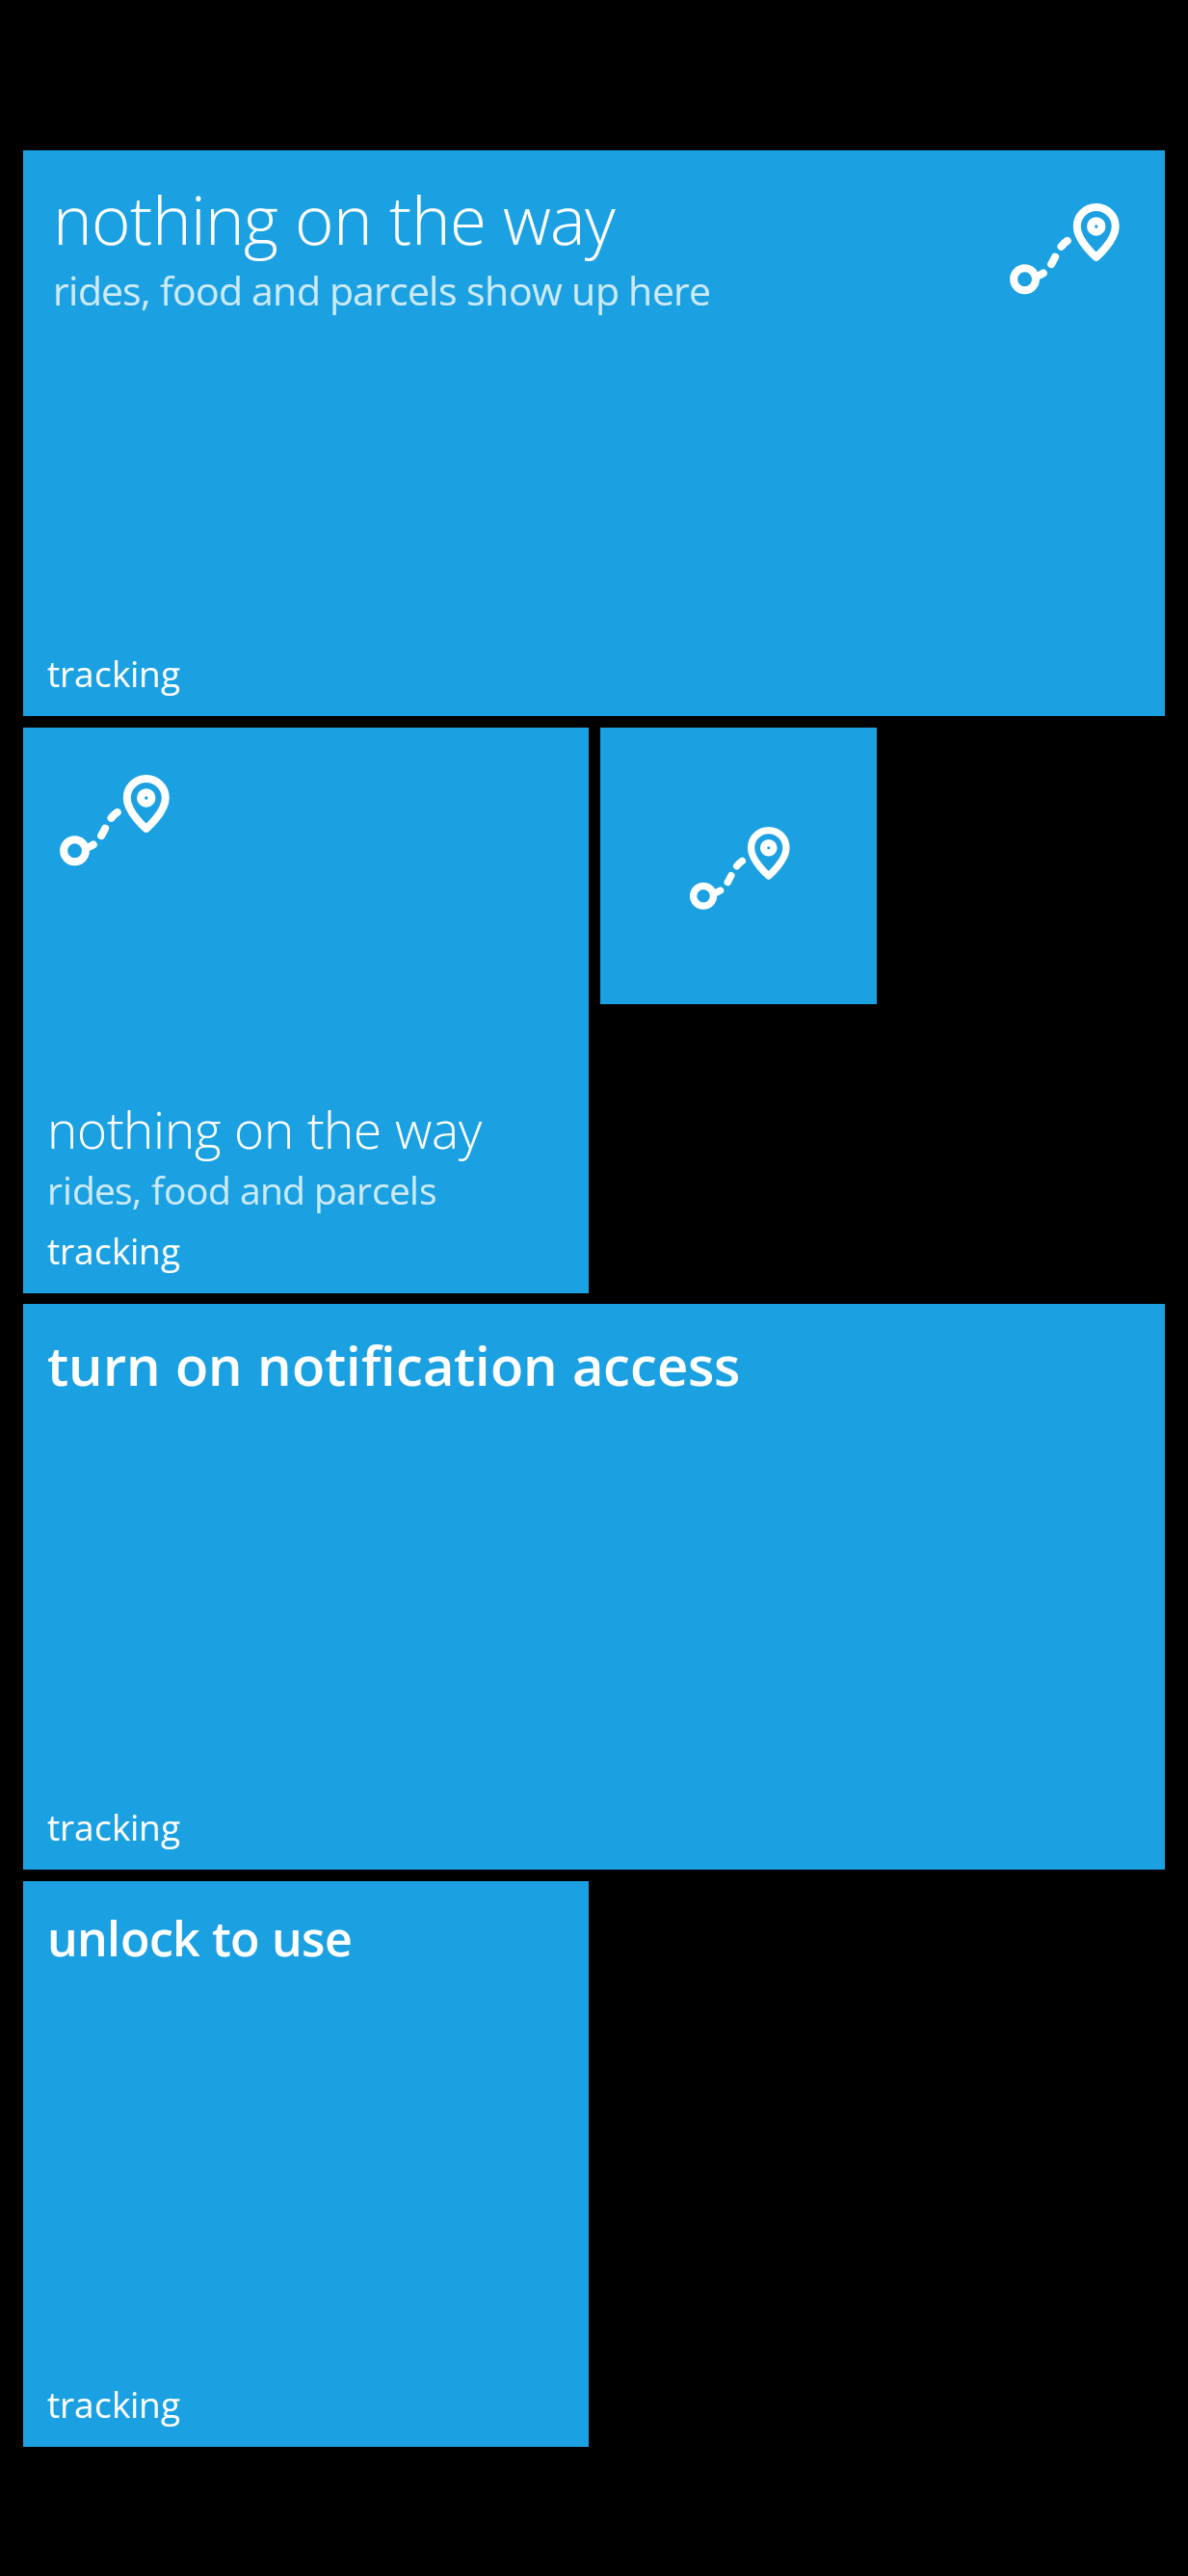 nothing on the way
rides, food and parcels show up here
tracking
nothing on the way
rides, food and parcels
tracking
turn on notification access
tracking
unlock to use
tracking